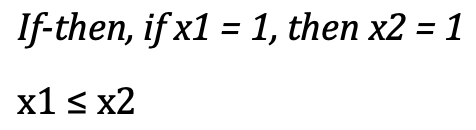 If-then, if x1 = 1, then x2 = 1
x1 ≤ x2